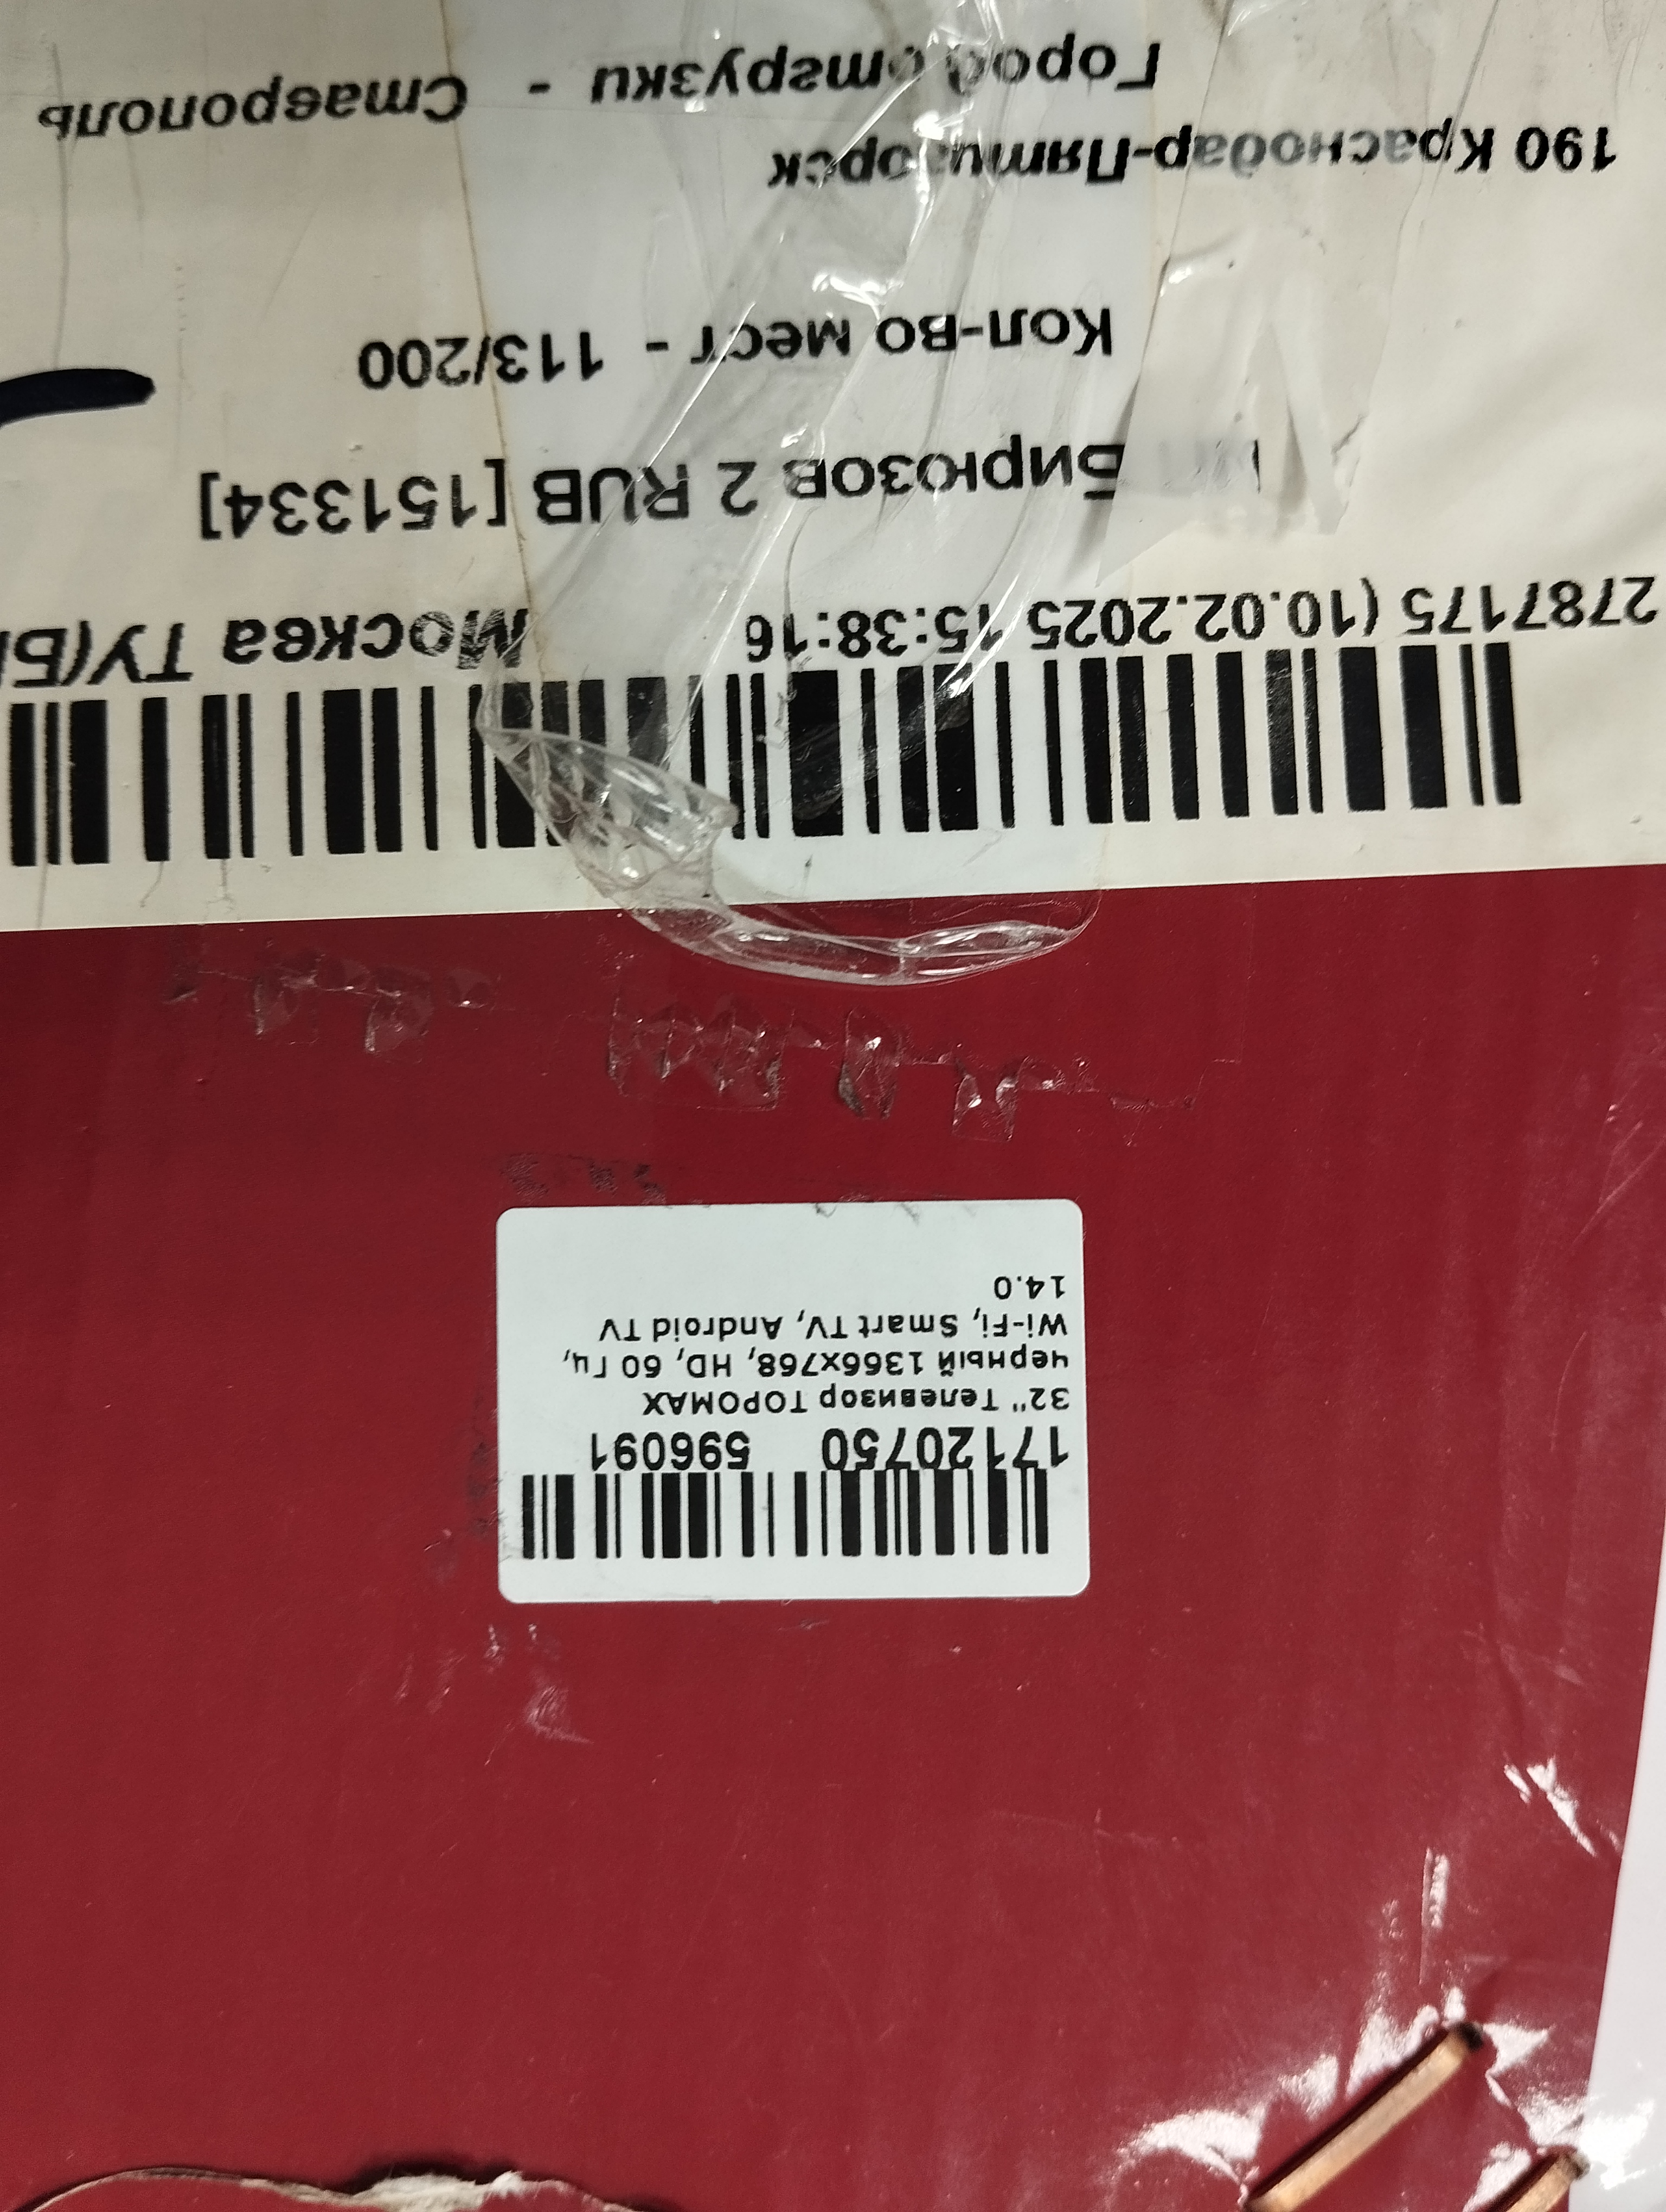 17120750 596091
32" Телевизор TOPOMAX
черный 1366x768, HD, 60 Гц,
Wi-Fi, Smart TV, Android TV
14.0
2787175 (10.02.2025 15:38:16 Москва ТУ(Б
Бирюзов 2 RUB [151334]
Кол-во мест - 113/200
190 Краснодар-Пятигорск
Город отгрузки - Ставрополь